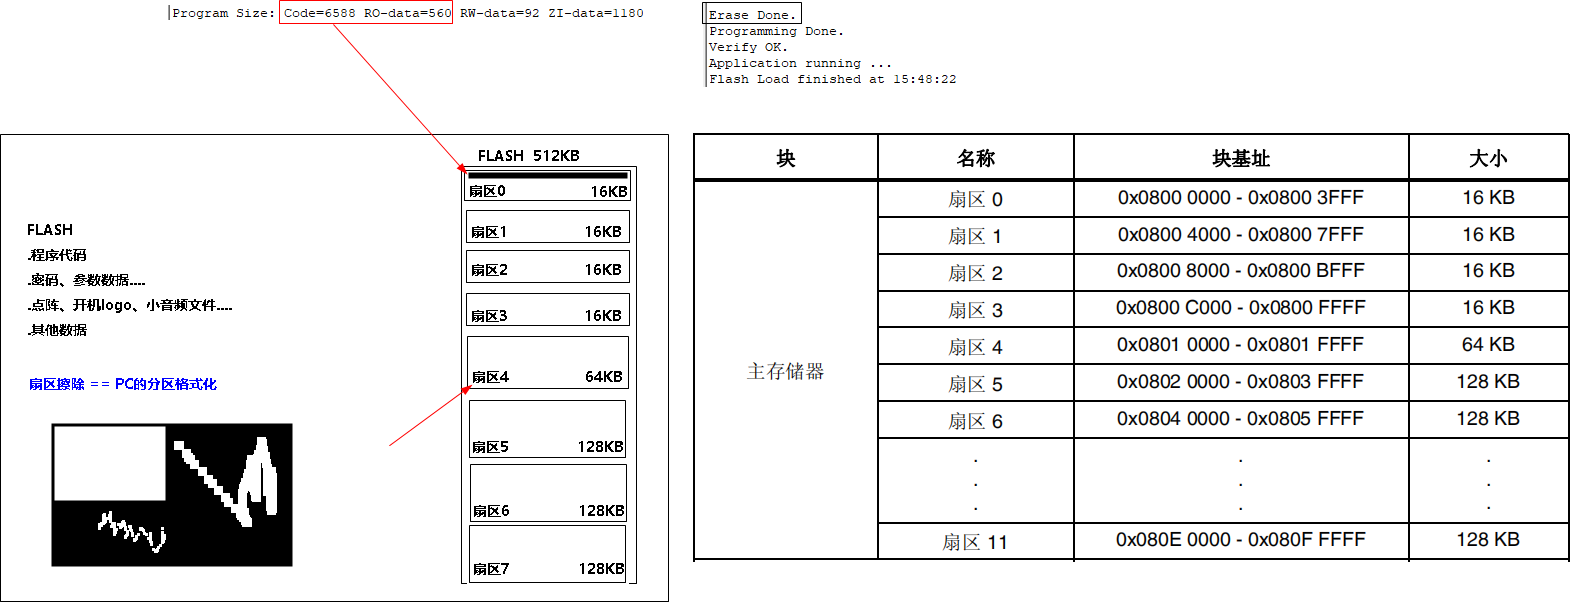 Program Size: Code=6588 RO-data=560 RW-data=92 ZI-data=1180
Erase Done.
Programming Done.
Verify OK.
Application running ...
Flash Load finished at 15:48:22
FLASH 512KB
扇区0 16KB
扇区1 16KB
扇区2 16KB
扇区3 16KB
扇区4 64KB
扇区5 128KB
扇区6 128KB
扇区7 128KB
FLASH
.程序代码
.密码、参数数据....
.点阵、开机logo、小音频文件....
.其他数据
扇区擦除 == PC的分区格式化
块 名称 块基址 大小
主存储器
扇区 0 0x0800 0000 - 0x0800 3FFF 16 KB
扇区 1 0x0800 4000 - 0x0800 7FFF 16 KB
扇区 2 0x0800 8000 - 0x0800 BFFF 16 KB
扇区 3 0x0800 C000 - 0x0800 FFFF 16 KB
扇区 4 0x0801 0000 - 0x0801 FFFF 64 KB
扇区 5 0x0802 0000 - 0x0803 FFFF 128 KB
扇区 6 0x0804 0000 - 0x0805 FFFF 128 KB
. . .
. . .
. . .
扇区 11 0x080E 0000 - 0x080F FFFF 128 KB